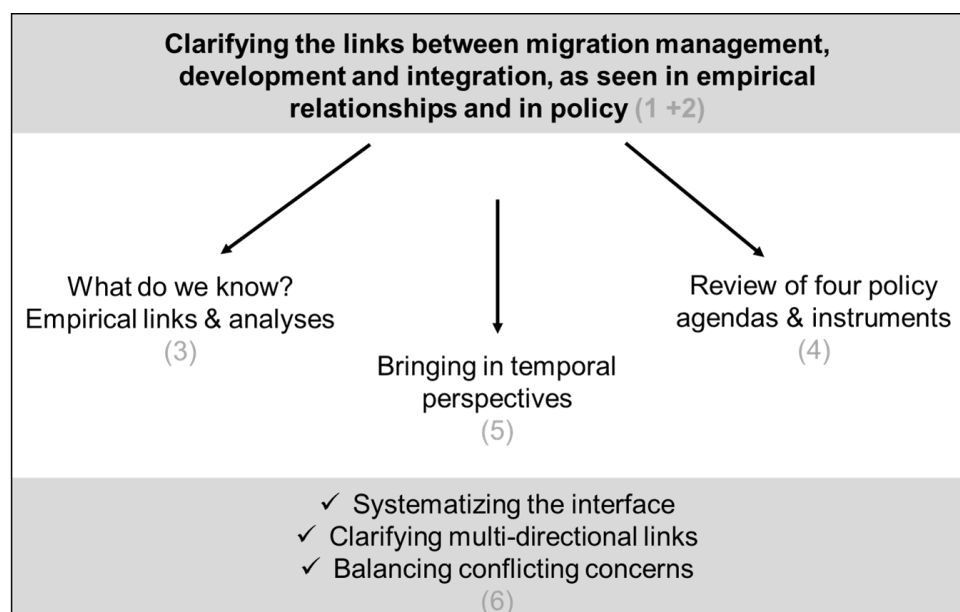 Clarifying the links between migration management,
development and integration, as seen in empirical
relationships and in policy (1 +2)
What do we know?
Empirical links & analyses
(3)
Bringing in temporal
perspectives
(5)
Review of four policy
agendas & instruments
(4)
✓ Systematizing the interface
✓ Clarifying multi-directional links
✓ Balancing conflicting concerns
(6)